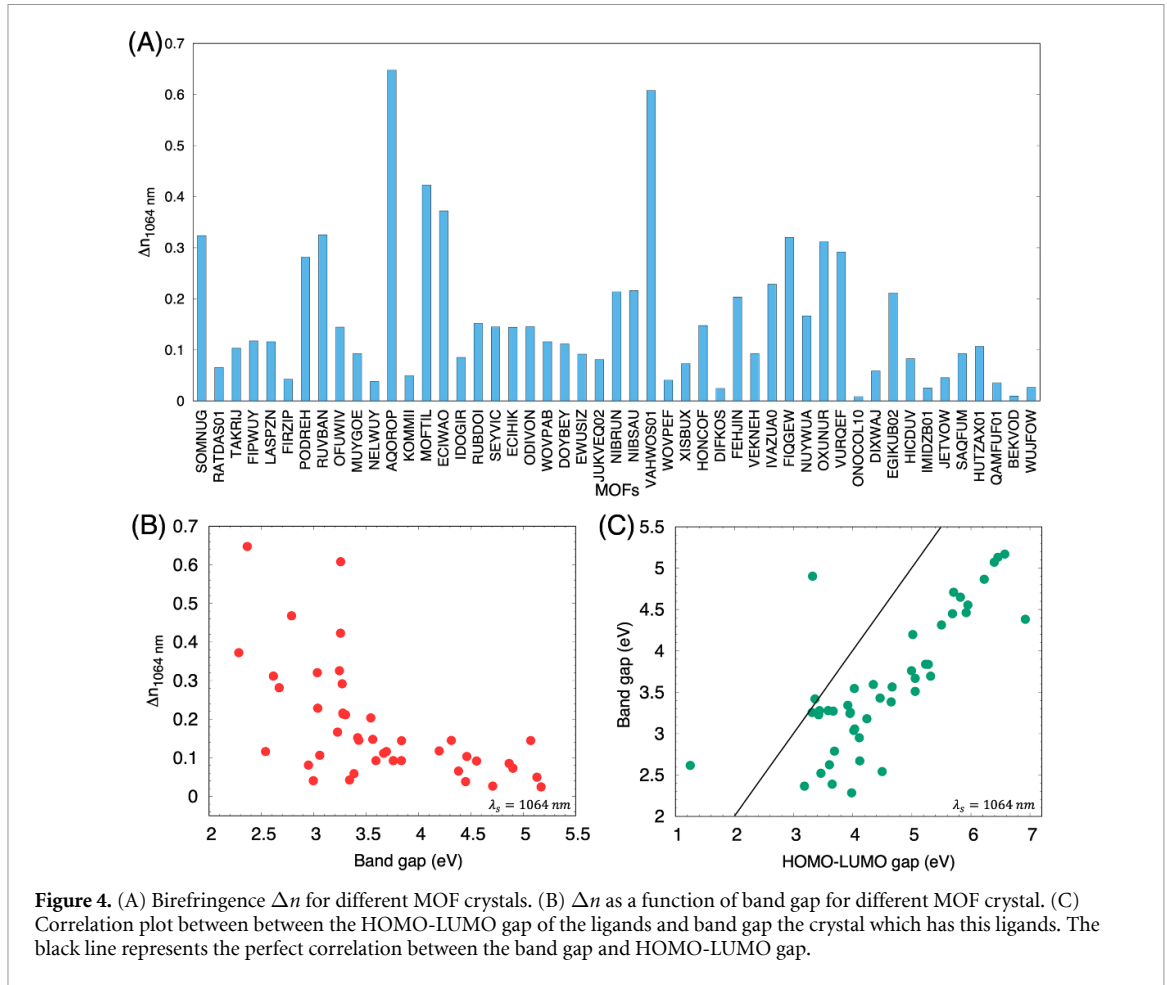 (A)
0.7
0.6
0.5
0.4
0.3
0.2
0.1
0
Δn1064 nm
SOMNUG
RATDAS01
TAKRIJ
FIPWUY
LASPZN
FIRZIP
PODREH
RUVBAN
OFUWIV
MUYGOE
NELWUY
AQOROP
KOMMII
MOFTIL
ECIWAO
IDOGIR
RUBDOI
SEYVIC
ECIHIK
ODIVON
WOVPAB
DOYBEY
EWUSIZ
JUKVEQ02
NIBRUN
NIBSAU
VAHWOS01
WOVPEF
XISBUX
HONCOF
DIFKOS
FEHJIN
VEKNEH
IVAZUA0
FIQGEW
NUYWUA
OXUNUR
VURQEF
ONOCOL10
DIXWAJ
EGIKUB02
HICDUV
IMIDZB01
JETVOW
SAQFUM
HUTZAX01
QAMFUF01
BEKVOD
WUJFOW
MOFs
(B)
0.7
0.6
0.5
0.4
0.3
0.2
0.1
0
Δn1064 nm
2 2.5 3 3.5 4 4.5 5 5.5
Band gap (eV)
λs = 1064 nm
(C)
5.5
5
4.5
4
3.5
3
2.5
2
Band gap (eV)
1 2 3 4 5 6 7
HOMO-LUMO gap (eV)
λs = 1064 nm
Figure 4. (A) Birefringence Δn for different MOF crystals. (B) Δn as a function of band gap for different MOF crystal. (C)
Correlation plot between between the HOMO-LUMO gap of the ligands and band gap the crystal which has this ligands. The
black line represents the perfect correlation between the band gap and HOMO-LUMO gap.